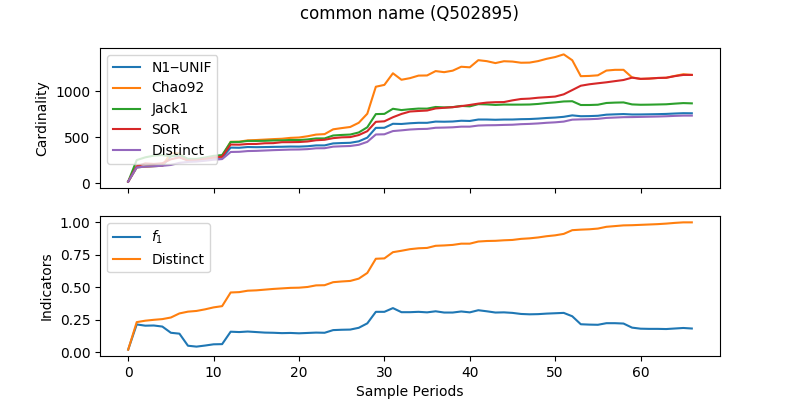 common name (Q502895)
Cardinality
1000
500
0
N1−UNIF
Chao92
Jack1
SOR
Distinct
Indicators
1.00
0.75
0.50
0.25
0.00
f1
Distinct
0 10 20 30 40 50 60
Sample Periods